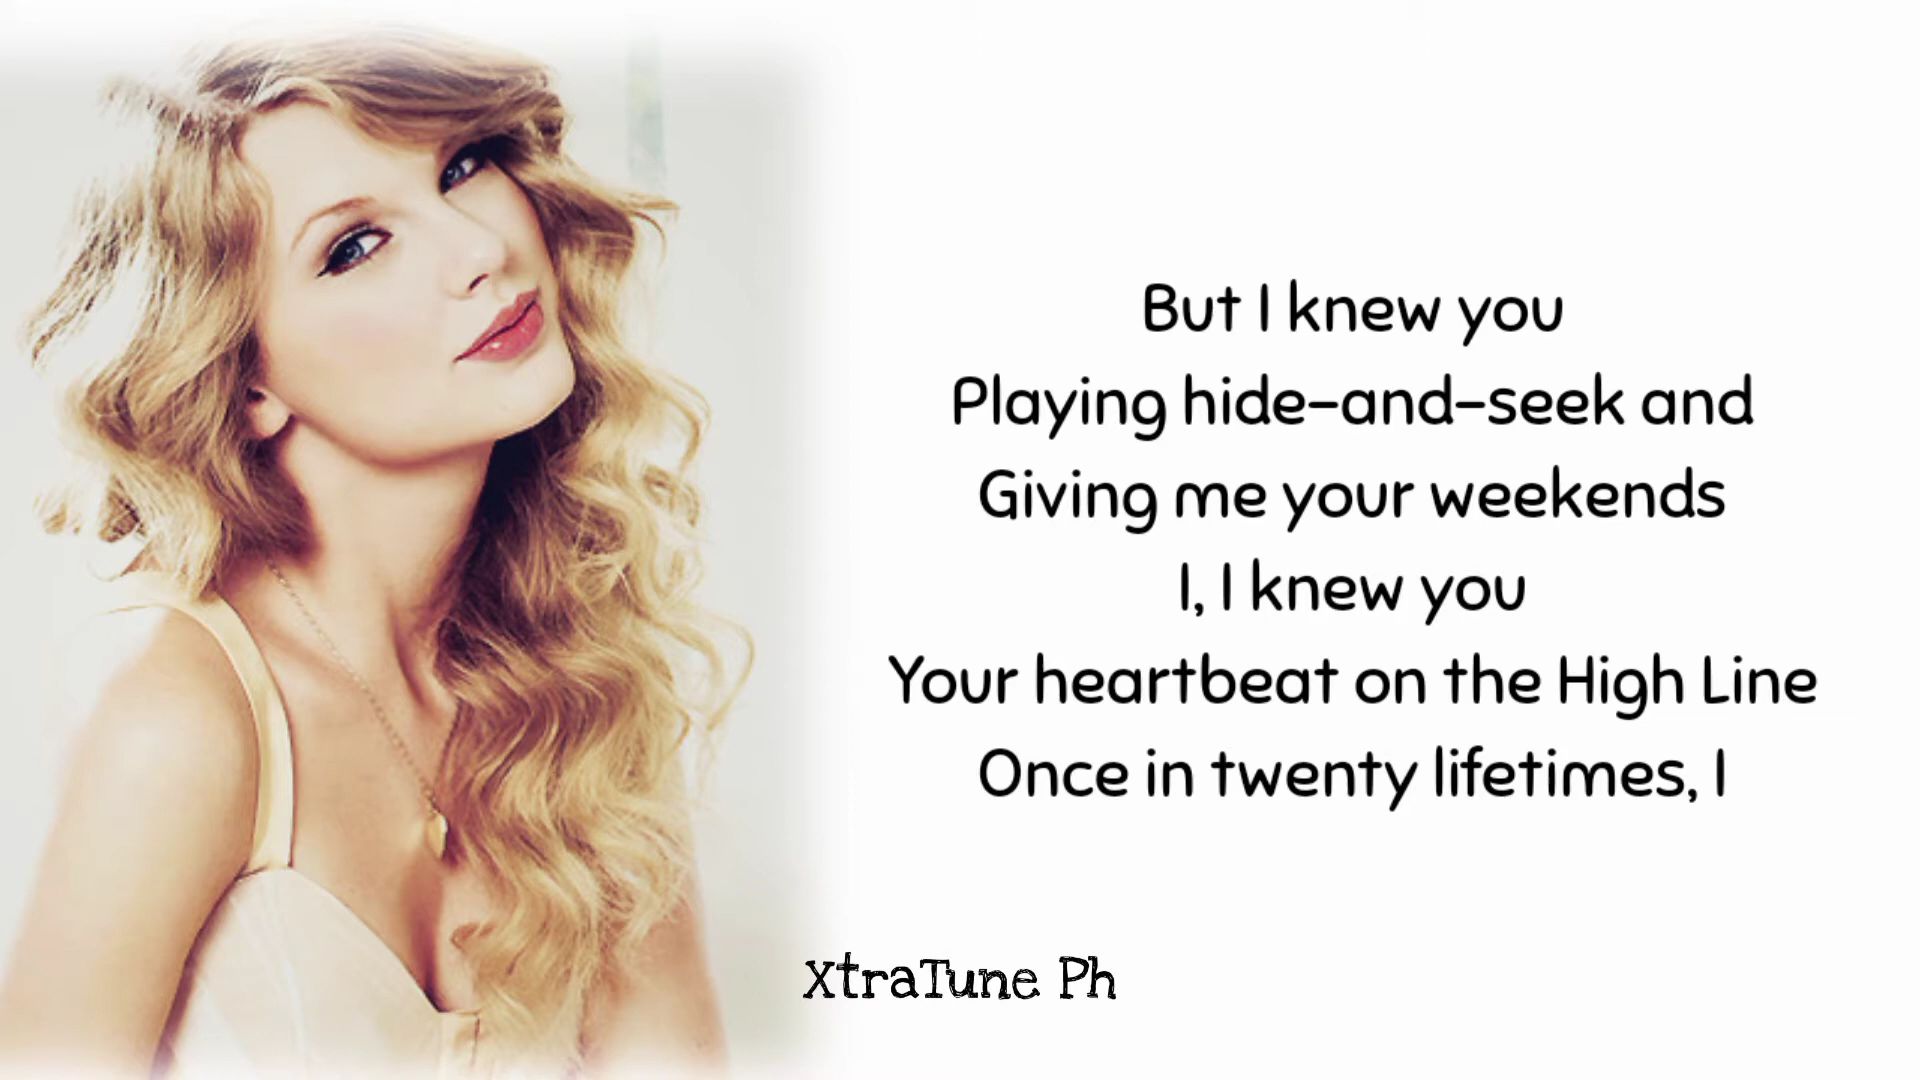 But I knew you
Playing hide-and-seek and
Giving me your weekends
I, I knew you
Your heartbeat on the High Line
Once in twenty lifetimes, I
XtraTune Ph